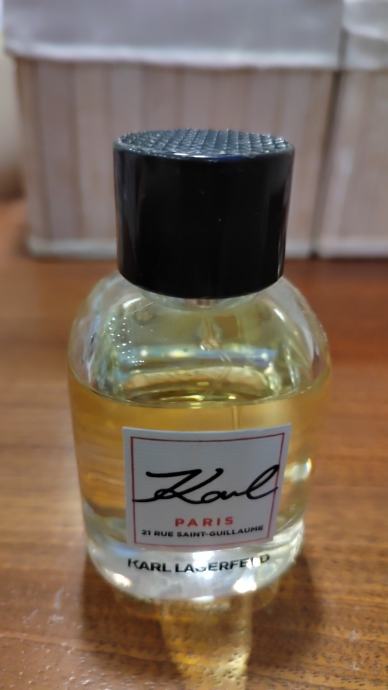 Karl
PARIS
21 RUE SAINT-GUILLAUME
KARL LAGERFELD